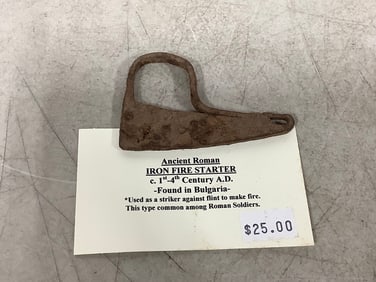 Ancient Roman
IRON FIRE STARTER
c. 1st-4th Century A.D.
-Found in Bulgaria-
*Used as a striker against flint to make fire.
This type common among Roman Soldiers.
$25.00